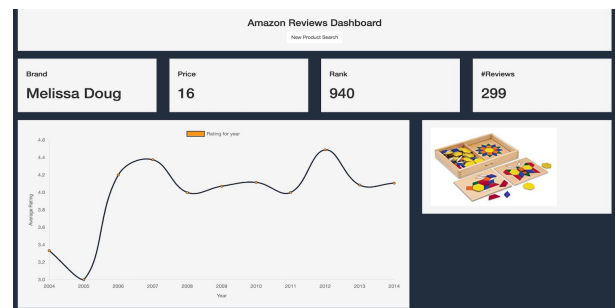 Amazon Reviews Dashboard
New Product Search
Brand
Melissa Doug
Price
16
Rank
940
#Reviews
299
Rating for year
4.6
4.4
4.2
4.0
3.8
3.6
3.4
3.2
3.0
Average Rating
2004 2005 2006 2007 2008 2009 2010 2011 2012 2013 2014
Year